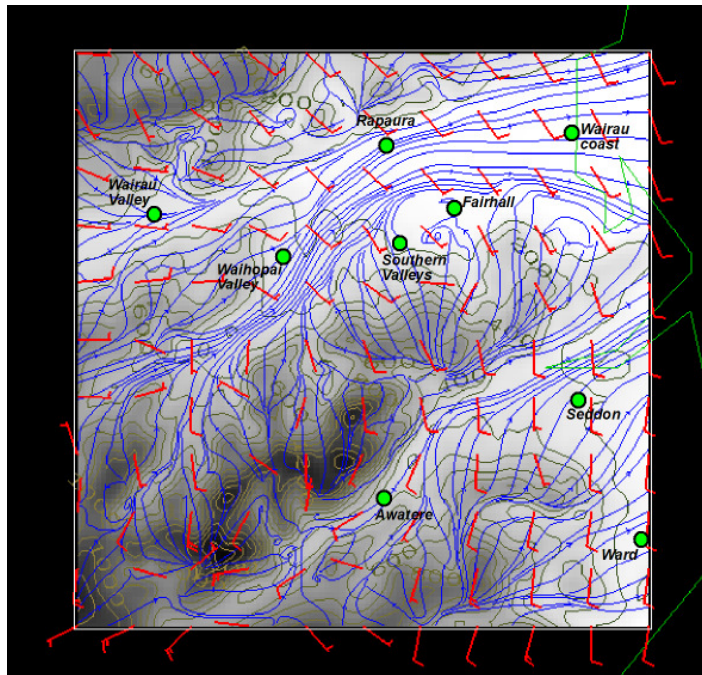 Rapaura
Wairau
coast
Wairau
Valley
Fairhall
Southern
Valleys
Waihopai
Valley
Seddon
Awatere
Ward